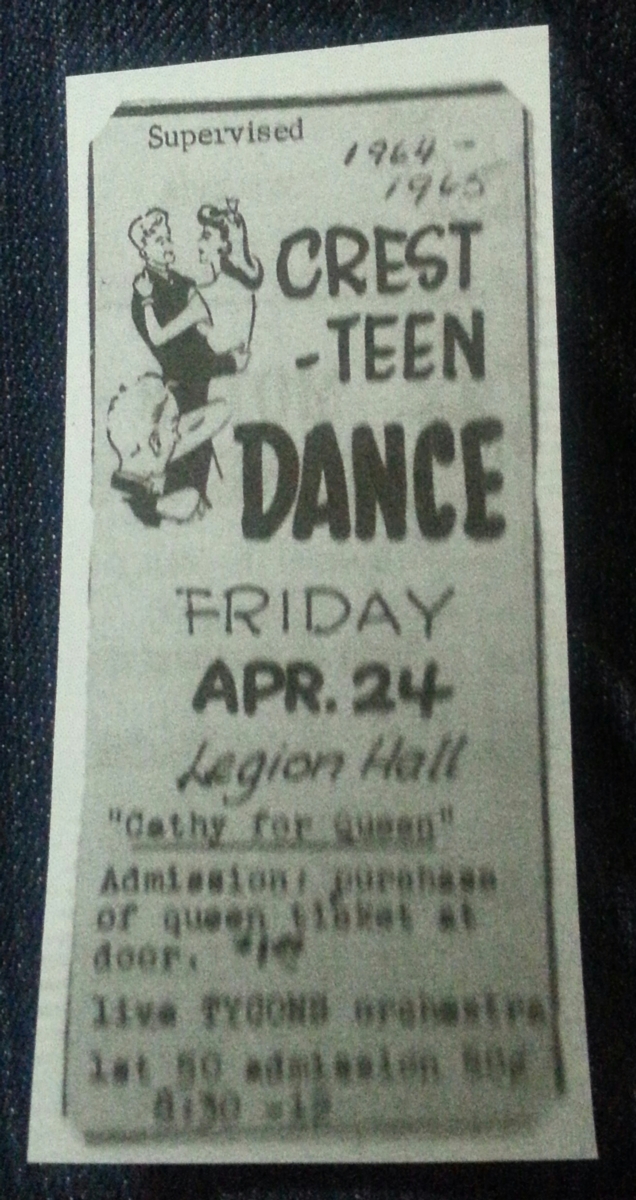 Supervised
1964 -
1965
CREST
-TEEN
DANCE
FRIDAY
APR. 24
Legion Hall
"Cathy for Queen"
Admission: purchase
of queen ticket at
door.
live TYCONS orchestra
1st 50 admission 50¢
8:30 - 12